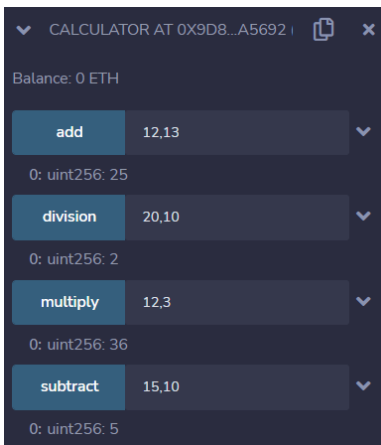 CALCULATOR AT 0X9D8...A5692 (
Balance: 0 ETH
add 12,13
0: uint256: 25
division 20,10
0: uint256: 2
multiply 12,3
0: uint256: 36
subtract 15,10
0: uint256: 5